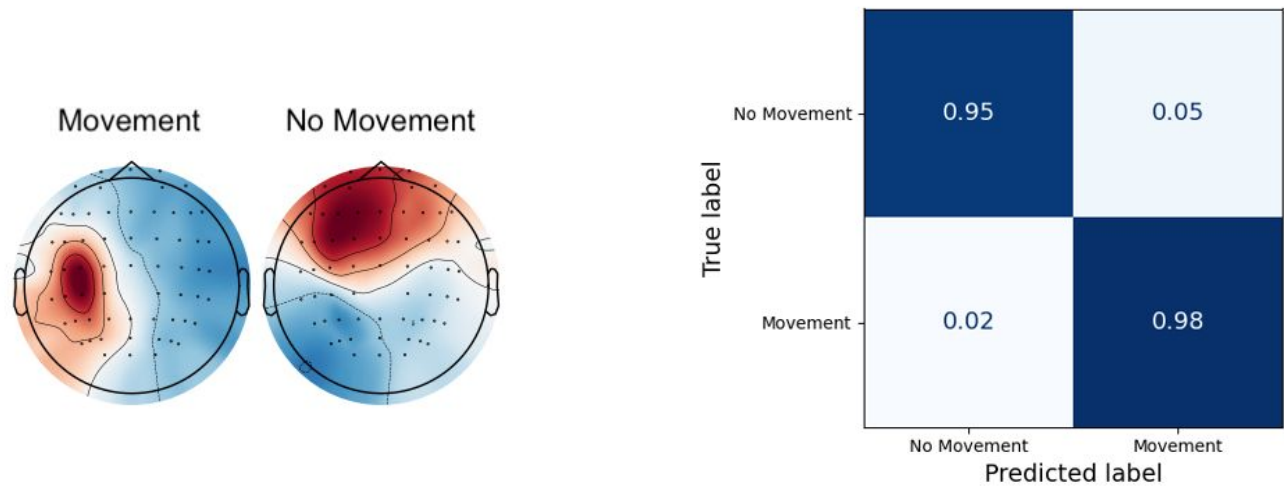 Movement
No Movement
True label
No Movement
0.95
0.05
Movement
0.02
0.98
No Movement
Movement
Predicted label